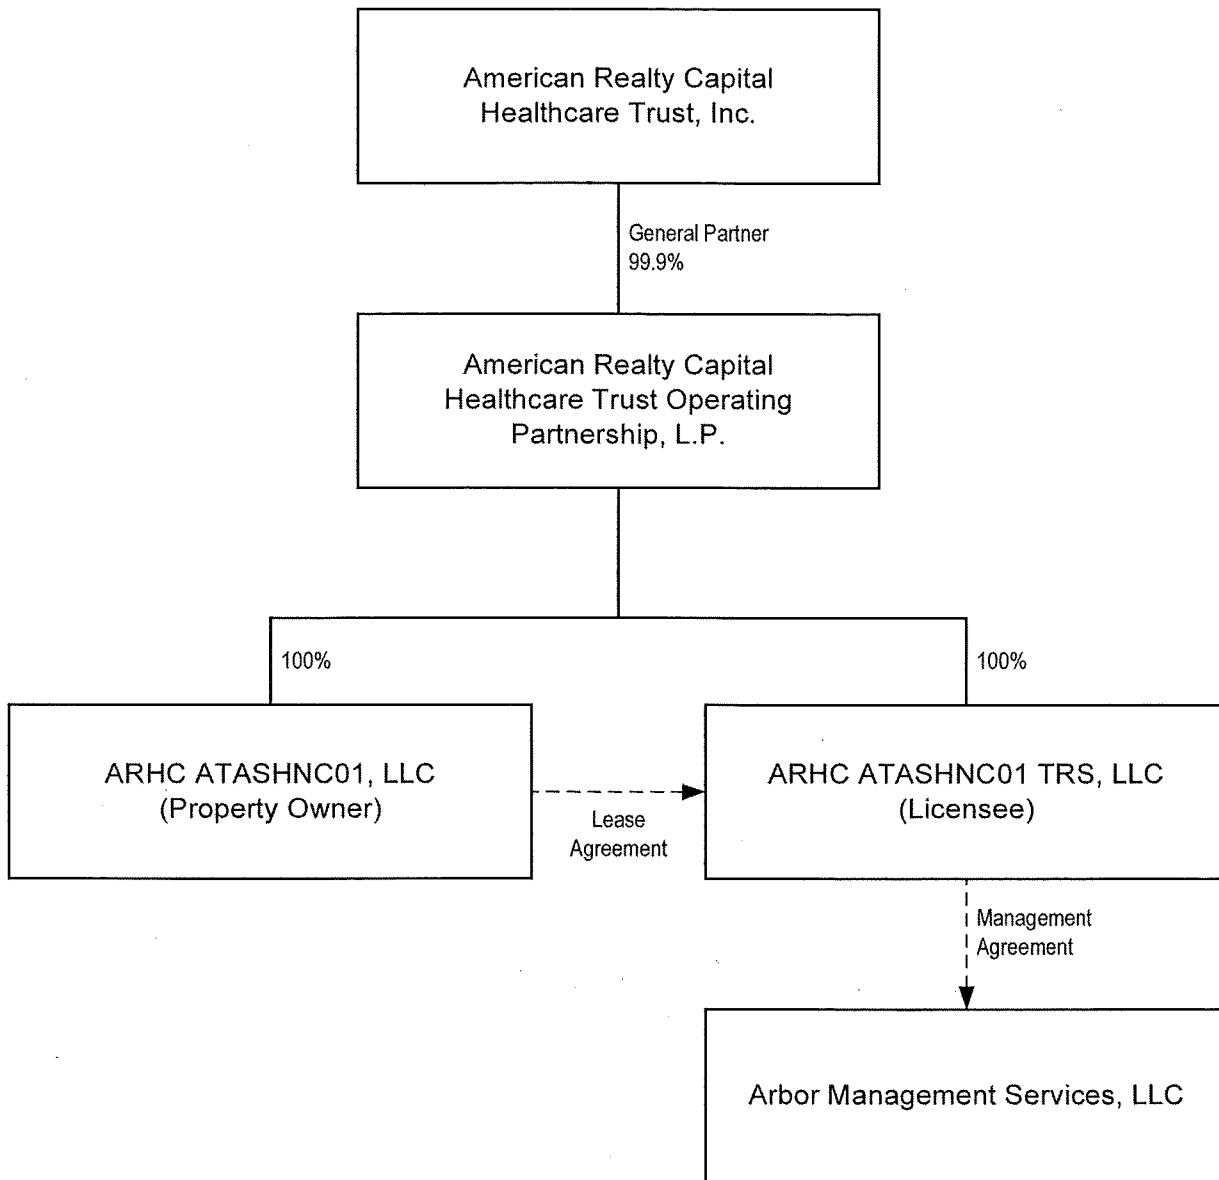 American Realty Capital
Healthcare Trust, Inc.
General Partner
99.9%
American Realty Capital
Healthcare Trust Operating
Partnership, L.P.
100%
100%
ARHC ATASHNC01, LLC
(Property Owner)
Lease
Agreement
ARHC ATASHNC01 TRS, LLC
(Licensee)
Management
Agreement
Arbor Management Services, LLC